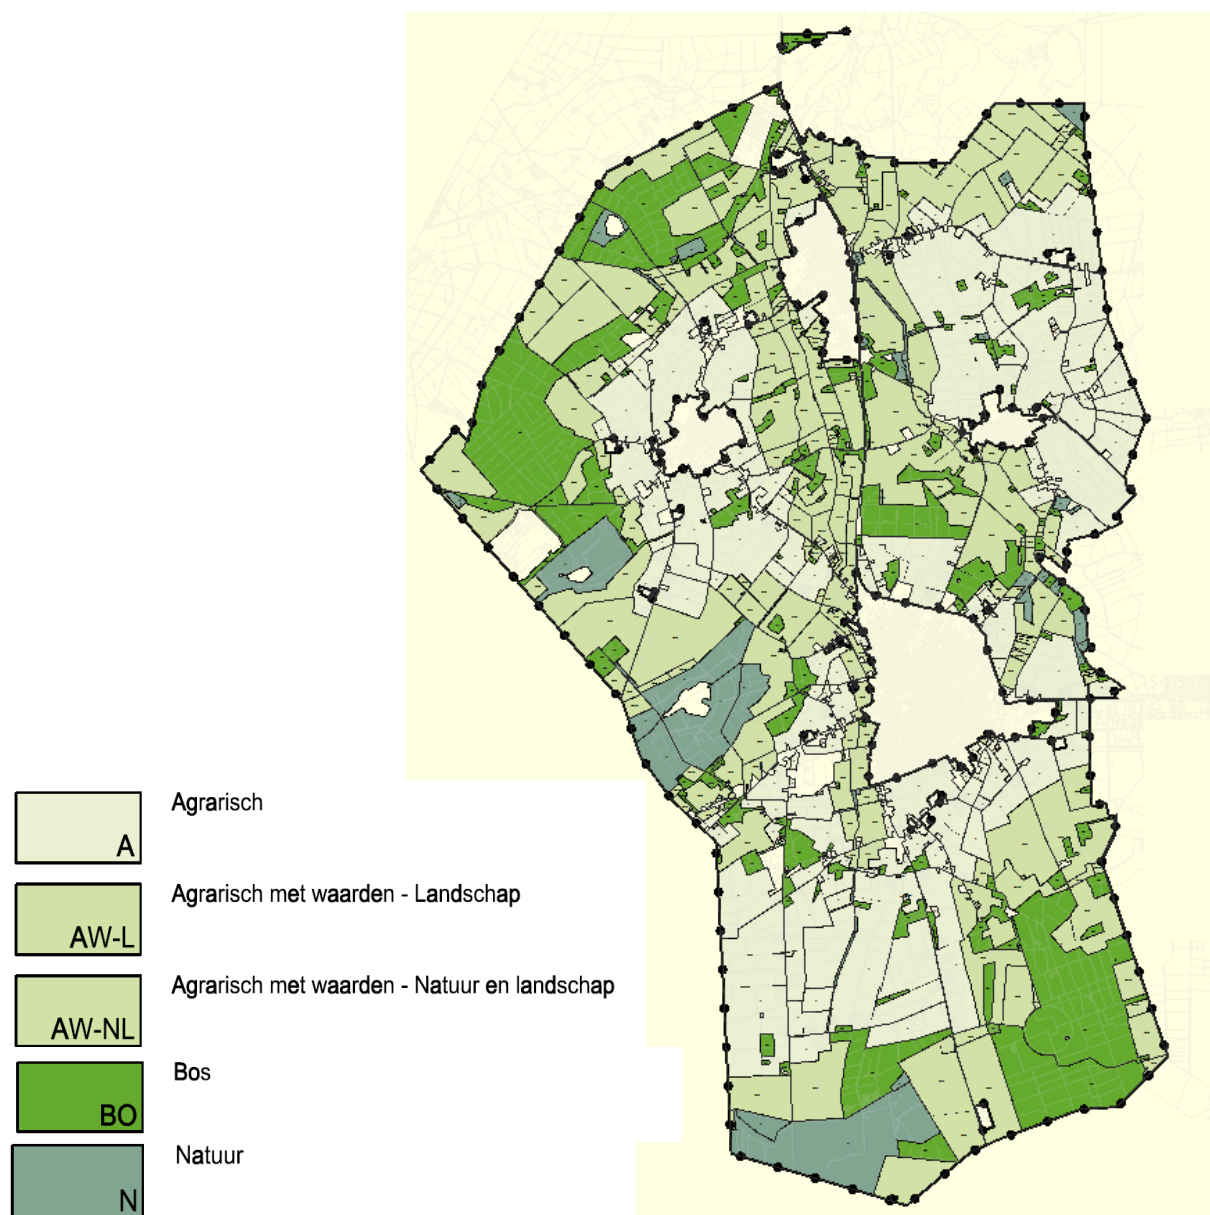 Agrarisch
A
Agrarisch met waarden - Landschap
AW-L
Agrarisch met waarden - Natuur en landschap
AW-NL
Bos
BO
Natuur
N